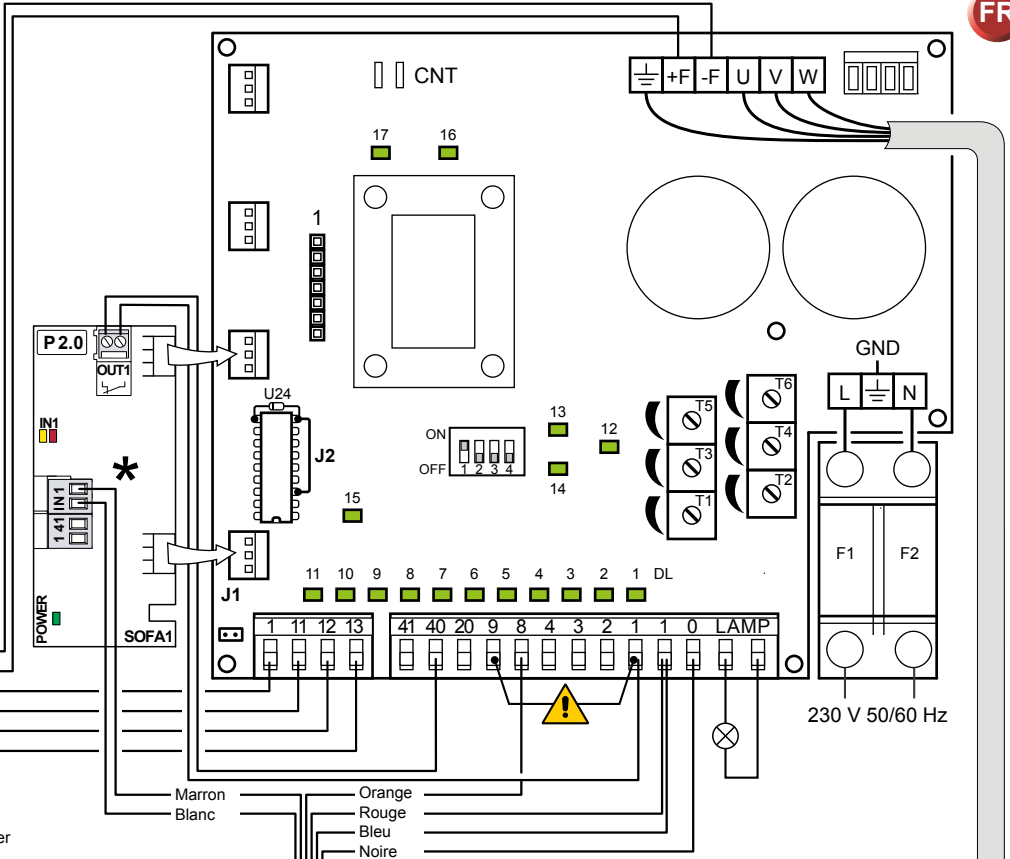 FR
CNT
+F -F U V W
17 16
1
P 2.0
OUT1
GND
L N
U24
T5 T6
IN1
*
J2
ON
OFF
1 2 3 4
13
12
14
T3 T4
T1 T2
15
IN1
1 41
F1 F2
11 10 9 8 7 6 5 4 3 2 1 DL
J1
POWER
SOFA1
1 11 12 13
41 40 20 9 8 4 3 2 1 1 0 LAMP
!
230 V 50/60 Hz
Marron
Blanc
Orange
Rouge
Bleu
Noire
er